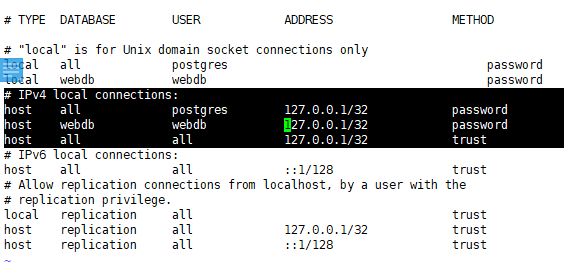 # TYPE  DATABASE        USER            ADDRESS                 METHOD
# "local" is for Unix domain socket connections only
local   all             postgres                                     password
local   webdb           webdb                                        password
# IPv4 local connections:
host    all             postgres        127.0.0.1/32            password
host    webdb           webdb           127.0.0.1/32            password
host    all             all             127.0.0.1/32            trust
# IPv6 local connections:
host    all             all             ::1/128                 trust
# Allow replication connections from localhost, by a user with the
# replication privilege.
local   replication     all                                     trust
host    replication     all             127.0.0.1/32            trust
host    replication     all             ::1/128                 trust
~